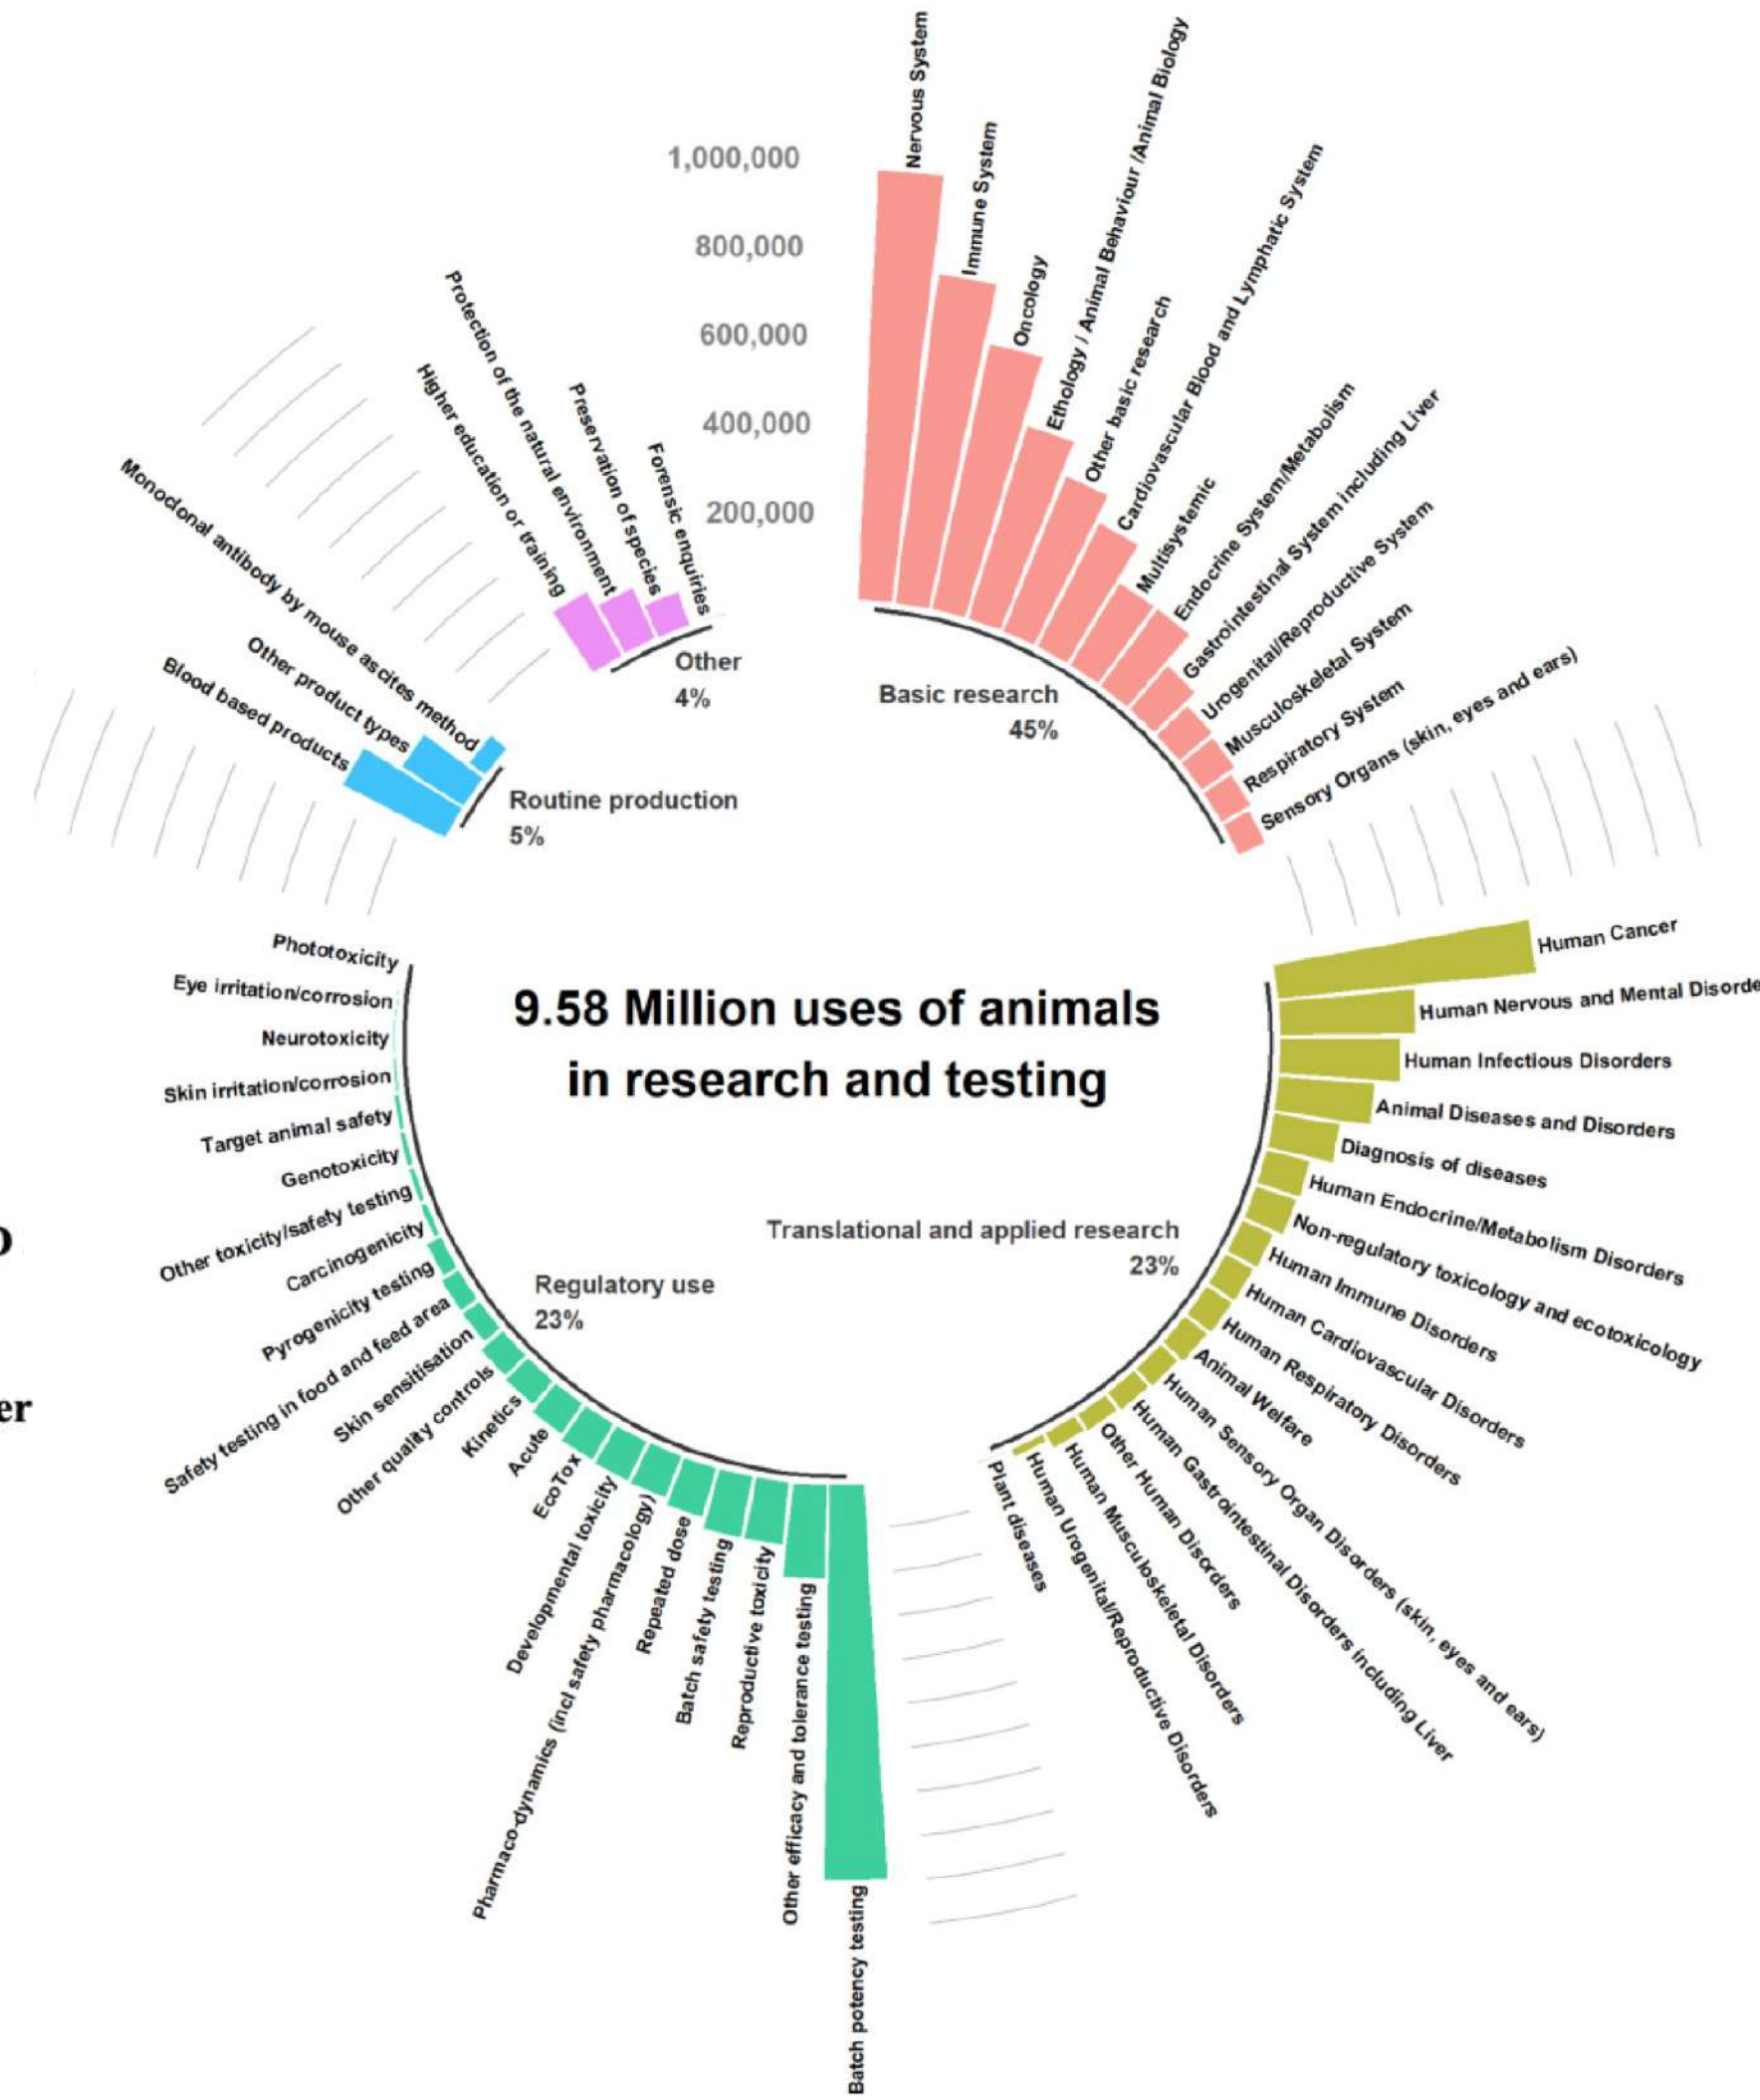 1,000,000
800,000
600,000
400,000
200,000
Nervous System
Immune System
Oncology
Ethology / Animal Behaviour /Animal Biology
Other basic research
Cardiovascular Blood and Lymphatic System
Multisystemic
Endocrine System/Metabolism
Gastrointestinal System including Liver
Urogenital/Reproductive System
Musculoskeletal System
Respiratory System
Sensory Organs (skin, eyes and ears)
Basic research
45%
Human Cancer
Human Nervous and Mental Disorde
Human Infectious Disorders
Animal Diseases and Disorders
Diagnosis of diseases
Human Endocrine/Metabolism Disorders
Non-regulatory toxicology and ecotoxicology
Human Immune Disorders
Human Cardiovascular Disorders
Human Respiratory Disorders
Animal Welfare
Human Sensory Organ Disorders (skin, eyes and ears)
Human Gastrointestinal Disorders including Liver
Other Human Disorders
Human Musculoskeletal Disorders
Human Urogenital/Reproductive Disorders
Plant diseases
Translational and applied research
23%
Batch potency testing
Other efficacy and tolerance testing
Reproductive toxicity
Batch safety testing
Repeated dose
Pharmaco-dynamics (incl safety pharmacology)
Developmental toxicity
EcoTox
Acute
Kinetics
Other quality controls
Skin sensitisation
Safety testing in food and feed area
Pyrogenicity testing
Carcinogenicity
Other toxicity/safety testing
Genotoxicity
Target animal safety
Skin irritation/corrosion
Neurotoxicity
Eye irritation/corrosion
Phototoxicity
Regulatory use
23%
Blood based products
Other product types
Monoclonal antibody by mouse ascites method
Routine production
5%
Higher education or training
Protection of the natural environment
Preservation of species
Forensic enquiries
Other
4%
9.58 Million uses of animals
in research and testing
er